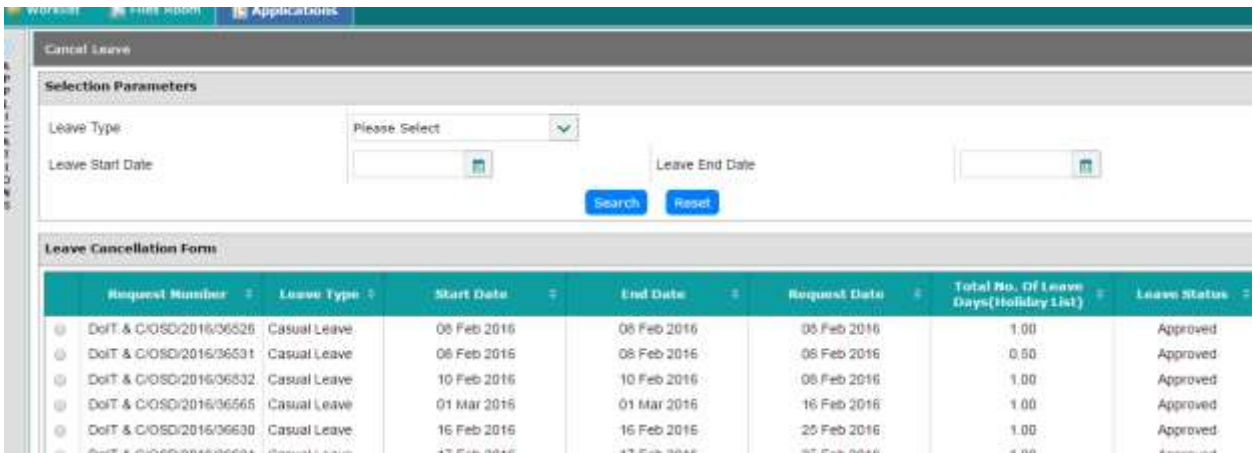 Worklist Files Room Applications
APPLICATIONS
Cancel Leave
Selection Parameters
Leave Type Please Select
Leave Start Date Leave End Date
Search Reset
Leave Cancellation Form
Request Number Leave Type Start Date End Date Request Date Total No. Of Leave Days(Holiday List) Leave Status
DoIT & C/OSD/2016/36526 Casual Leave 08 Feb 2016 08 Feb 2016 08 Feb 2016 1.00 Approved
DoIT & C/OSD/2016/36531 Casual Leave 08 Feb 2016 08 Feb 2016 08 Feb 2016 0.50 Approved
DoIT & C/OSD/2016/36532 Casual Leave 10 Feb 2016 10 Feb 2016 08 Feb 2016 1.00 Approved
DoIT & C/OSD/2016/36565 Casual Leave 01 Mar 2016 01 Mar 2016 16 Feb 2016 1.00 Approved
DoIT & C/OSD/2016/36630 Casual Leave 16 Feb 2016 16 Feb 2016 25 Feb 2016 1.00 Approved